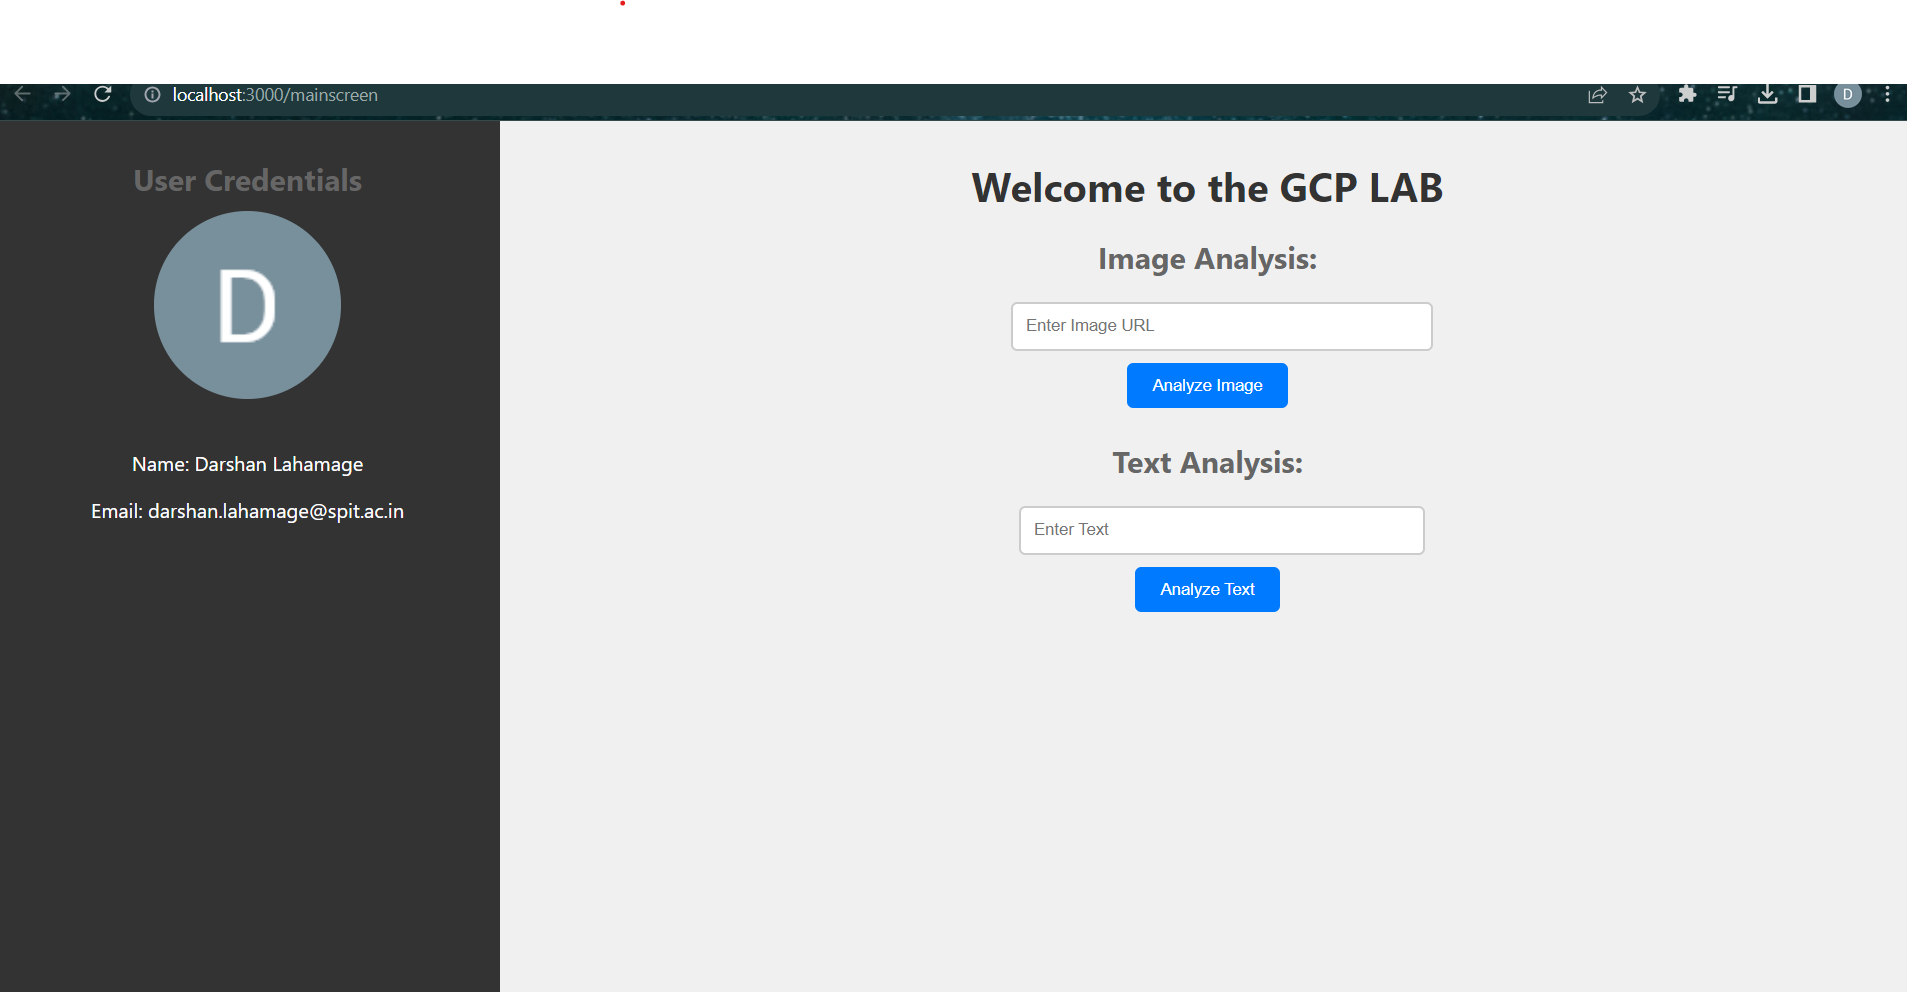 localhost:3000/mainscreen
D
User Credentials
D
Name: Darshan Lahamage
Email: darshan.lahamage@spit.ac.in
Welcome to the GCP LAB
Image Analysis:
Enter Image URL
Analyze Image
Text Analysis:
Enter Text
Analyze Text